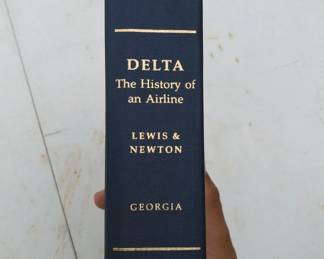 DELTA
The History of
an Airline
LEWIS &
NEWTON
GEORGIA